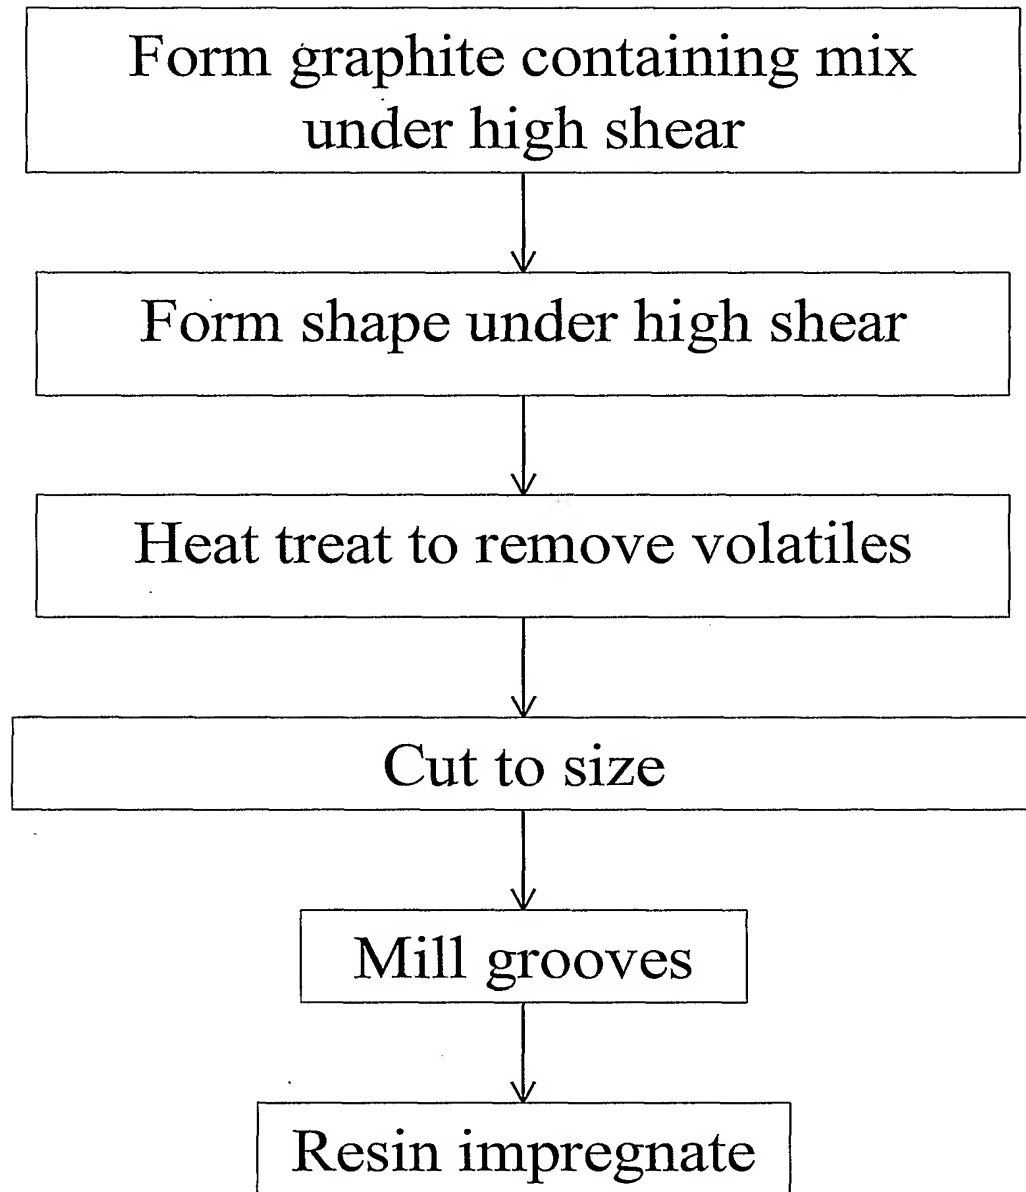 Form graphite containing mix
under high shear
Form shape under high shear
Heat treat to remove volatiles
Cut to size
Mill grooves
Resin impregnate